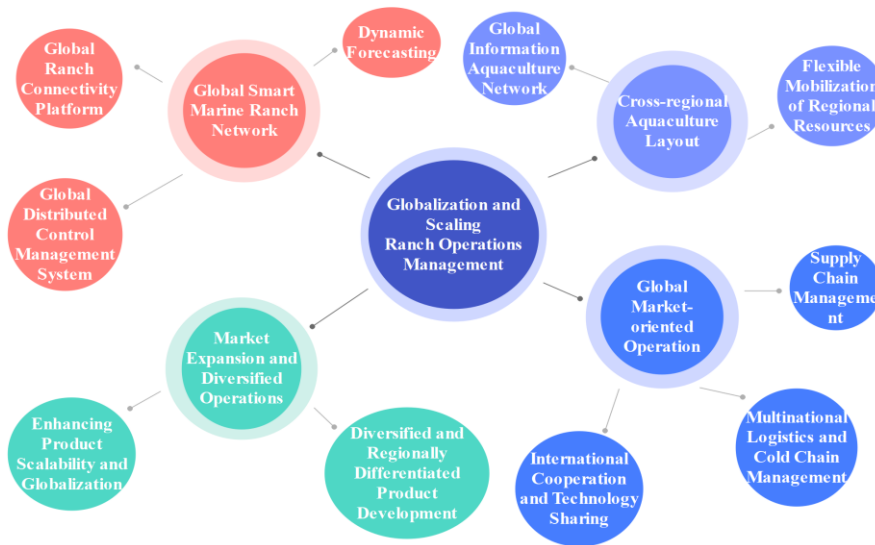 Global
Ranch
Connectivity
Platform
Global Smart
Marine Ranch
Network
Dynamic
Forecasting
Global
Information
Aquaculture
Network
Cross-regional
Aquaculture
Layout
Flexible
Mobilization
of Regional
Resources
Global
Distributed
Control
Management
System
Globalization and
Scaling
Ranch Operations
Management
Global
Market-
oriented
Operation
Supply
Chain
Manageme
nt
Market
Expansion and
Diversified
Operations
Enhancing
Product
Scalability and
Globalization
Diversified and
Regionally
Differentiated
Product
Development
International
Cooperation
and Technology
Sharing
Multinational
Logistics and
Cold Chain
Management